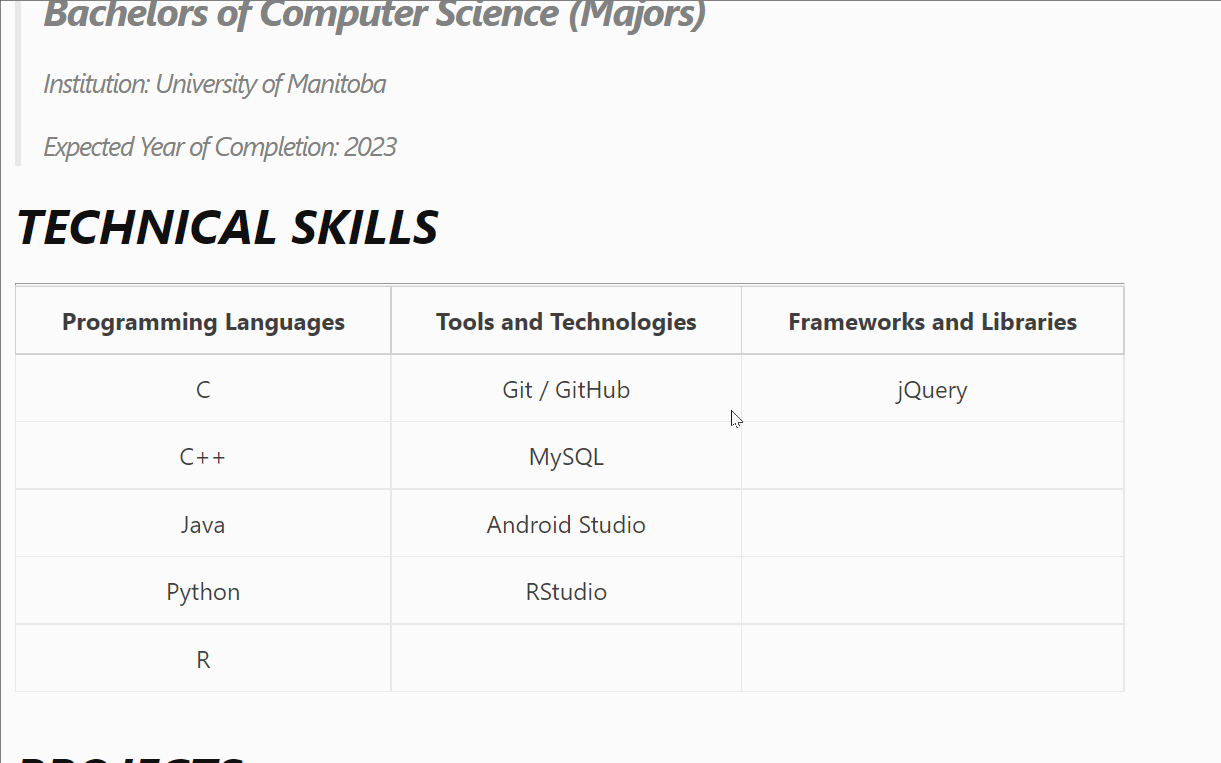 Bachelors of Computer Science (Majors)
Institution: University of Manitoba
Expected Year of Completion: 2023
TECHNICAL SKILLS
Programming Languages Tools and Technologies Frameworks and Libraries
C Git / GitHub jQuery
C++ MySQL
Java Android Studio
Python RStudio
R
PROJECTS